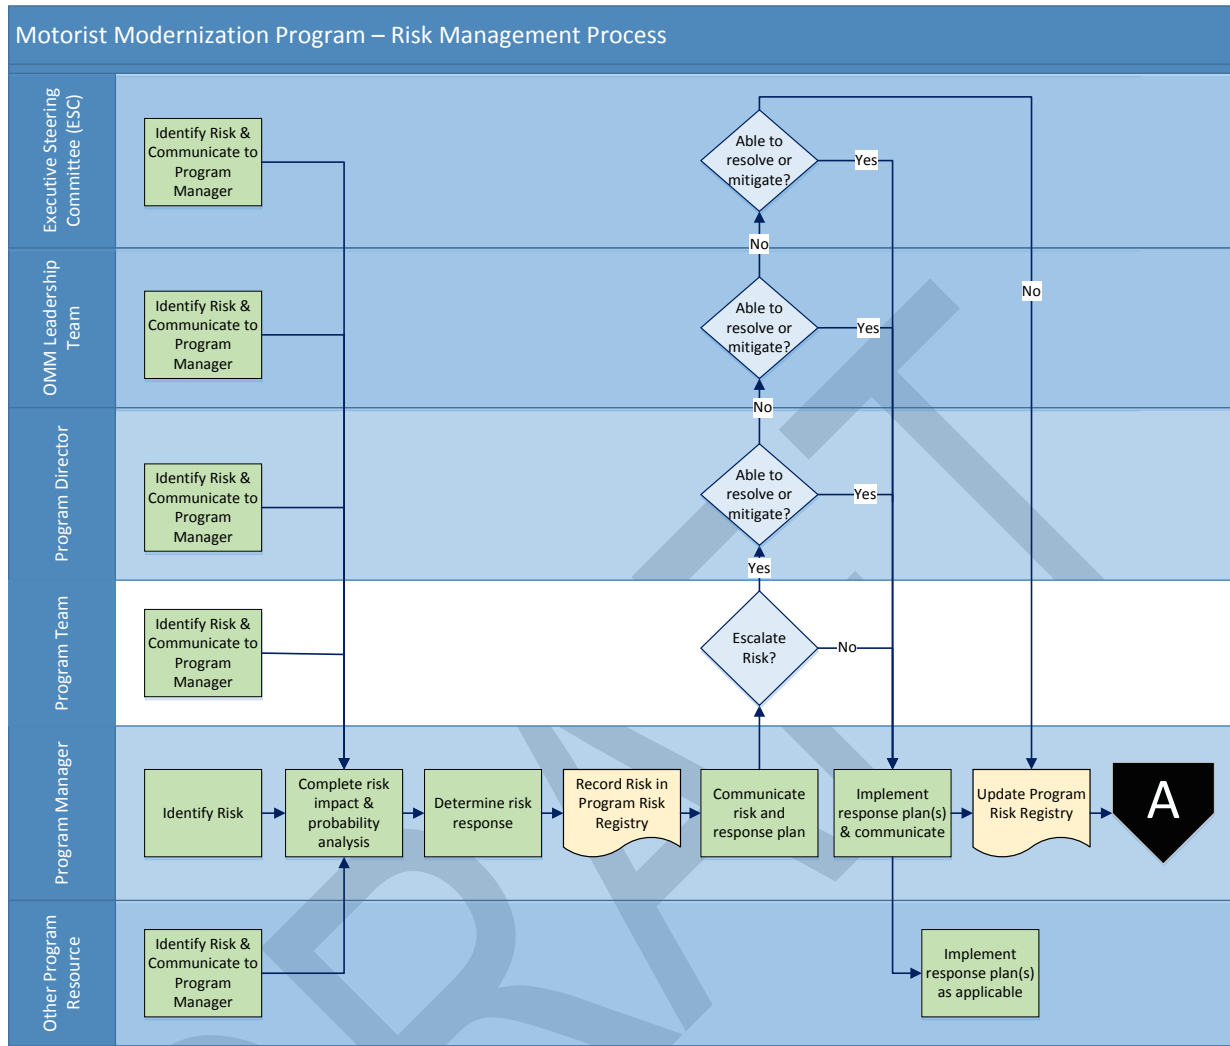 Motorist Modernization Program – Risk Management Process
Executive Steering
Committee (ESC)
Identify Risk &
Communicate to
Program
Manager
Able to
resolve or
mitigate?
Yes
No
No
OMM Leadership
Team
Identify Risk &
Communicate to
Program
Manager
Able to
resolve or
mitigate?
Yes
No
Program Director
Identify Risk &
Communicate to
Program
Manager
Able to
resolve or
mitigate?
Yes
Yes
Program Team
Identify Risk &
Communicate to
Program
Manager
Escalate
Risk?
No
Program Manager
Identify Risk
Complete risk
impact &
probability
analysis
Determine risk
response
Record Risk in
Program Risk
Registry
Communicate
risk and
response plan
Implement
response plan(s)
& communicate
Update Program
Risk Registry
A
Other Program
Resource
Identify Risk &
Communicate to
Program
Manager
Implement
response plan(s)
as applicable
DRAFT